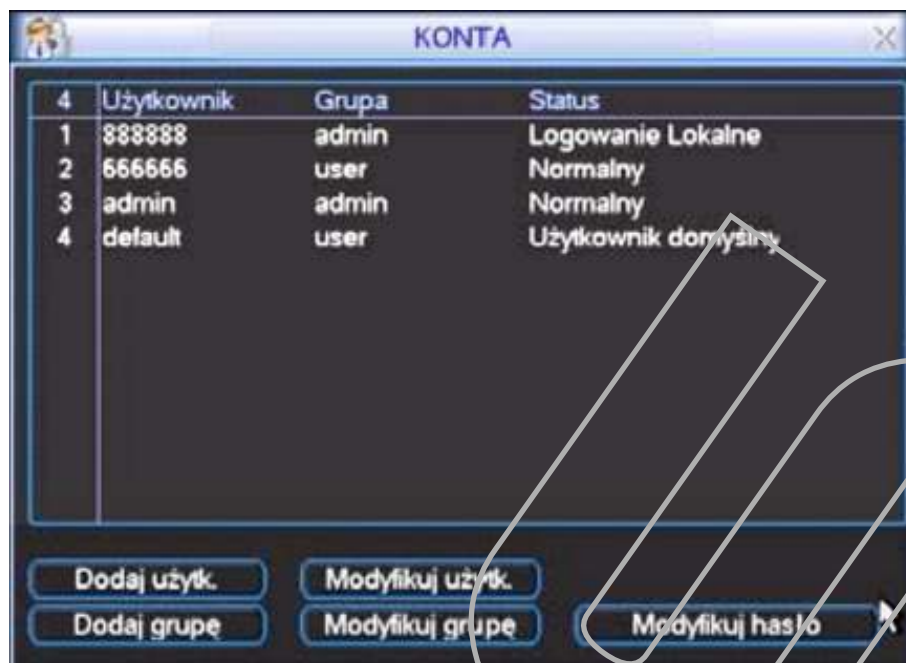 KONTA
4 Użytkownik Grupa Status
1 888888 admin Logowanie Lokalne
2 666666 user Normalny
3 admin admin Normalny
4 default user Użytkownik domyślny
Dodaj użytk. Modyfikuj użytk.
Dodaj grupę Modyfikuj grupę Modyfikuj hasło